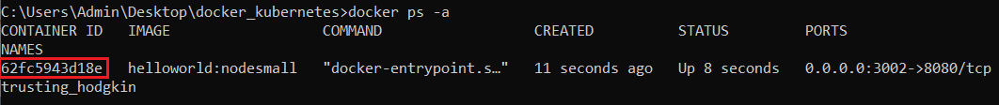 C:\Users\Admin\Desktop\docker_kubernetes>docker ps -a
CONTAINER ID   IMAGE                  COMMAND                  CREATED          STATUS         PORTS
NAMES
62fc5943d18e   helloworld:nodesmall   "docker-entrypoint.s…"   11 seconds ago   Up 8 seconds   0.0.0.0:3002->8080/tcp
trusting_hodgkin